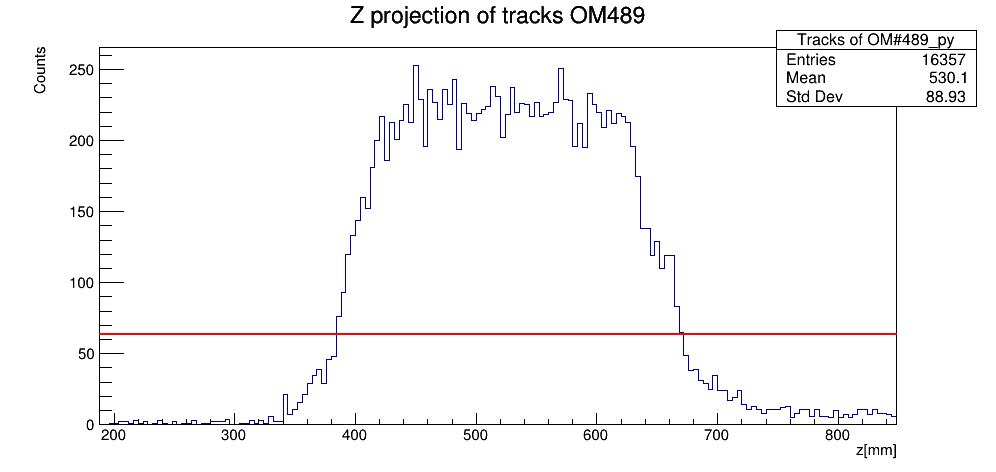 Z projection of tracks OM489
Tracks of OM#489_py
Entries 16357
Mean 530.1
Std Dev 88.93
Counts
250
200
150
100
50
0
200 300 400 500 600 700 800
z[mm]